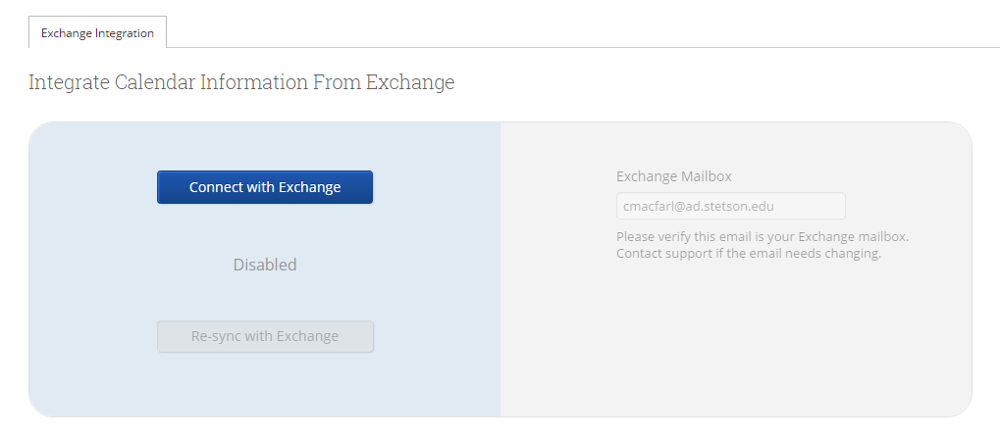 Exchange Integration
Integrate Calendar Information From Exchange
Connect with Exchange
Disabled
Re-sync with Exchange
Exchange Mailbox
cmacfarl@ad.stetson.edu
Please verify this email is your Exchange mailbox.
Contact support if the email needs changing.